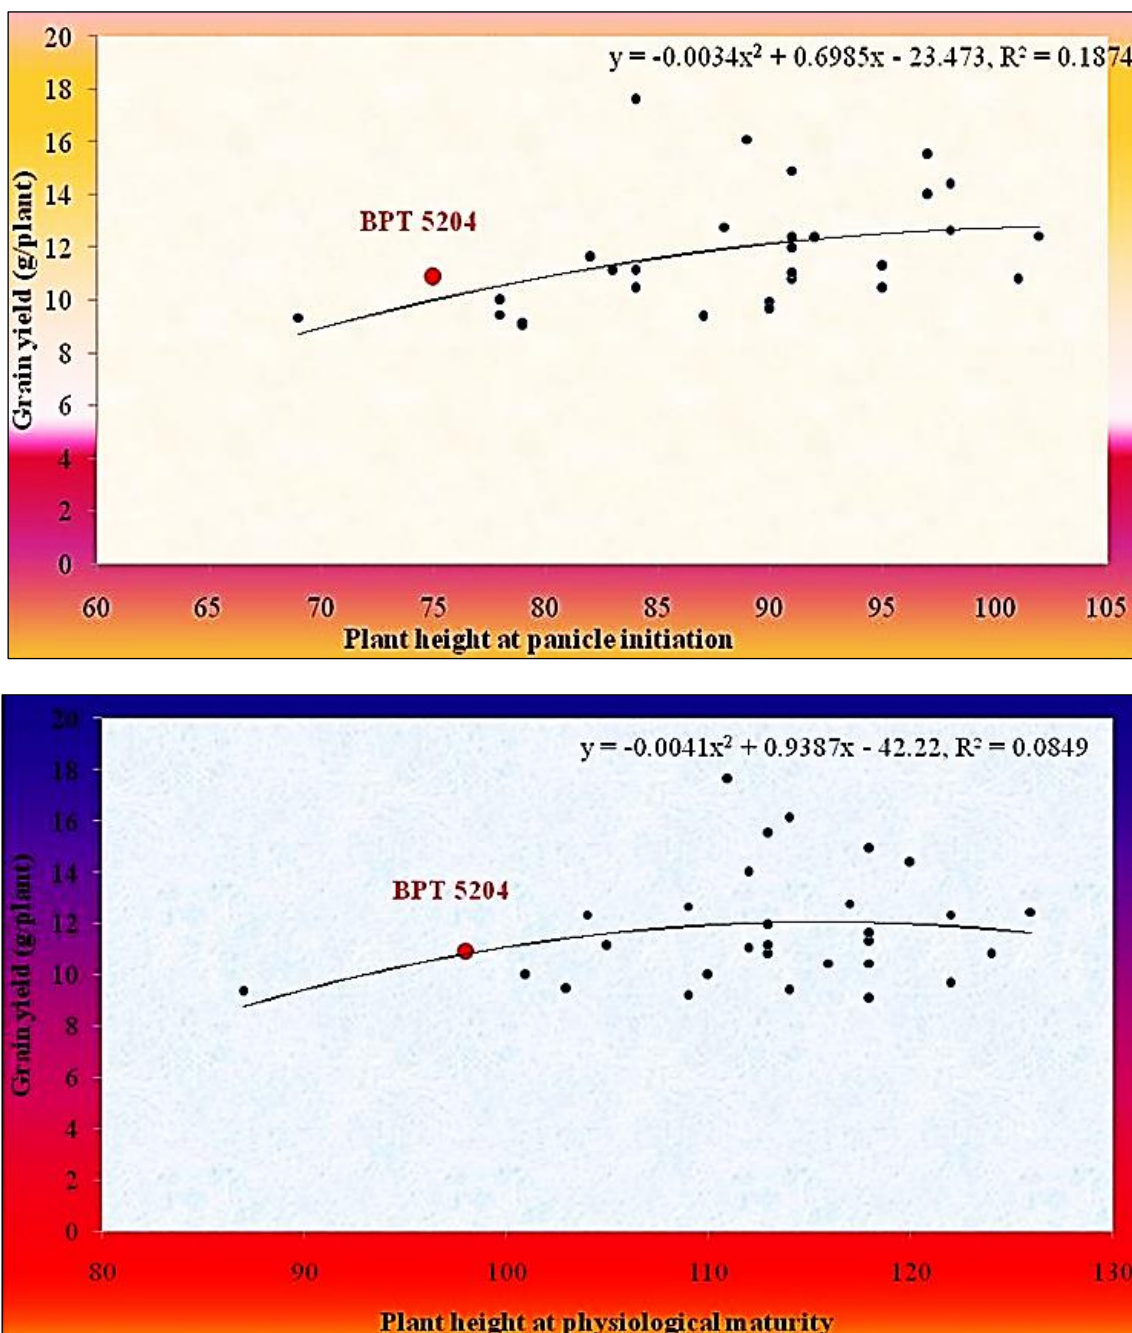 y = -0.0034x² + 0.6985x - 23.473, R² = 0.1874
Grain yield (g/plant)
20
18
16
14
12
10
8
6
4
2
0
BPT 5204
60 65 70 75 80 85 90 95 100 105
Plant height at panicle initiation
y = -0.0041x² + 0.9387x - 42.22, R² = 0.0849
Grain yield (g/plant)
20
18
16
14
12
10
8
6
4
2
0
BPT 5204
80 90 100 110 120 130
Plant height at physiological maturity